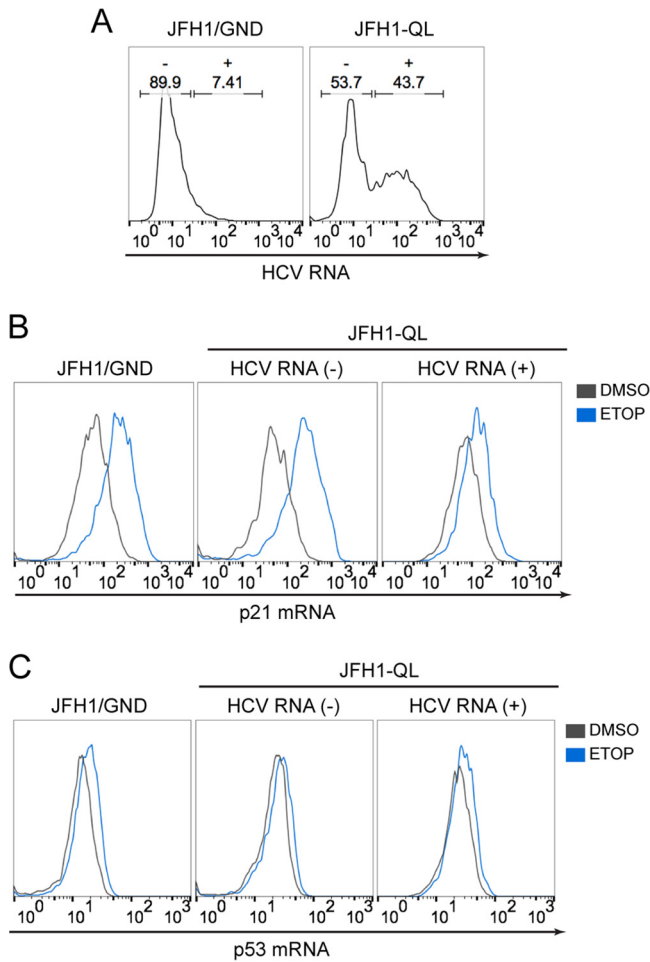 A
JFH1/GND JFH1-QL
- + - +
89.9 7.41 53.7 43.7
10^0 10^1 10^2 10^3 10^4 10^0 10^1 10^2 10^3 10^4
HCV RNA
B
JFH1-QL
JFH1/GND HCV RNA (-) HCV RNA (+)
DMSO
ETOP
10^0 10^1 10^2 10^3 10^4 10^0 10^1 10^2 10^3 10^4 10^0 10^1 10^2 10^3 10^4
p21 mRNA
C
JFH1-QL
JFH1/GND HCV RNA (-) HCV RNA (+)
DMSO
ETOP
10^0 10^1 10^2 10^3 10^0 10^1 10^2 10^3 10^0 10^1 10^2 10^3
p53 mRNA